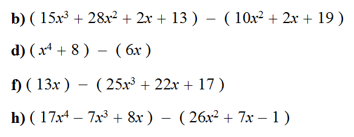 b) ( 15x³ + 28x² + 2x + 13 ) − ( 10x² + 2x + 19 )
d) ( x⁴ + 8 ) − ( 6x )
f) ( 13x ) − ( 25x³ + 22x + 17 )
h) ( 17x⁴ − 7x³ + 8x ) − ( 26x² + 7x − 1 )